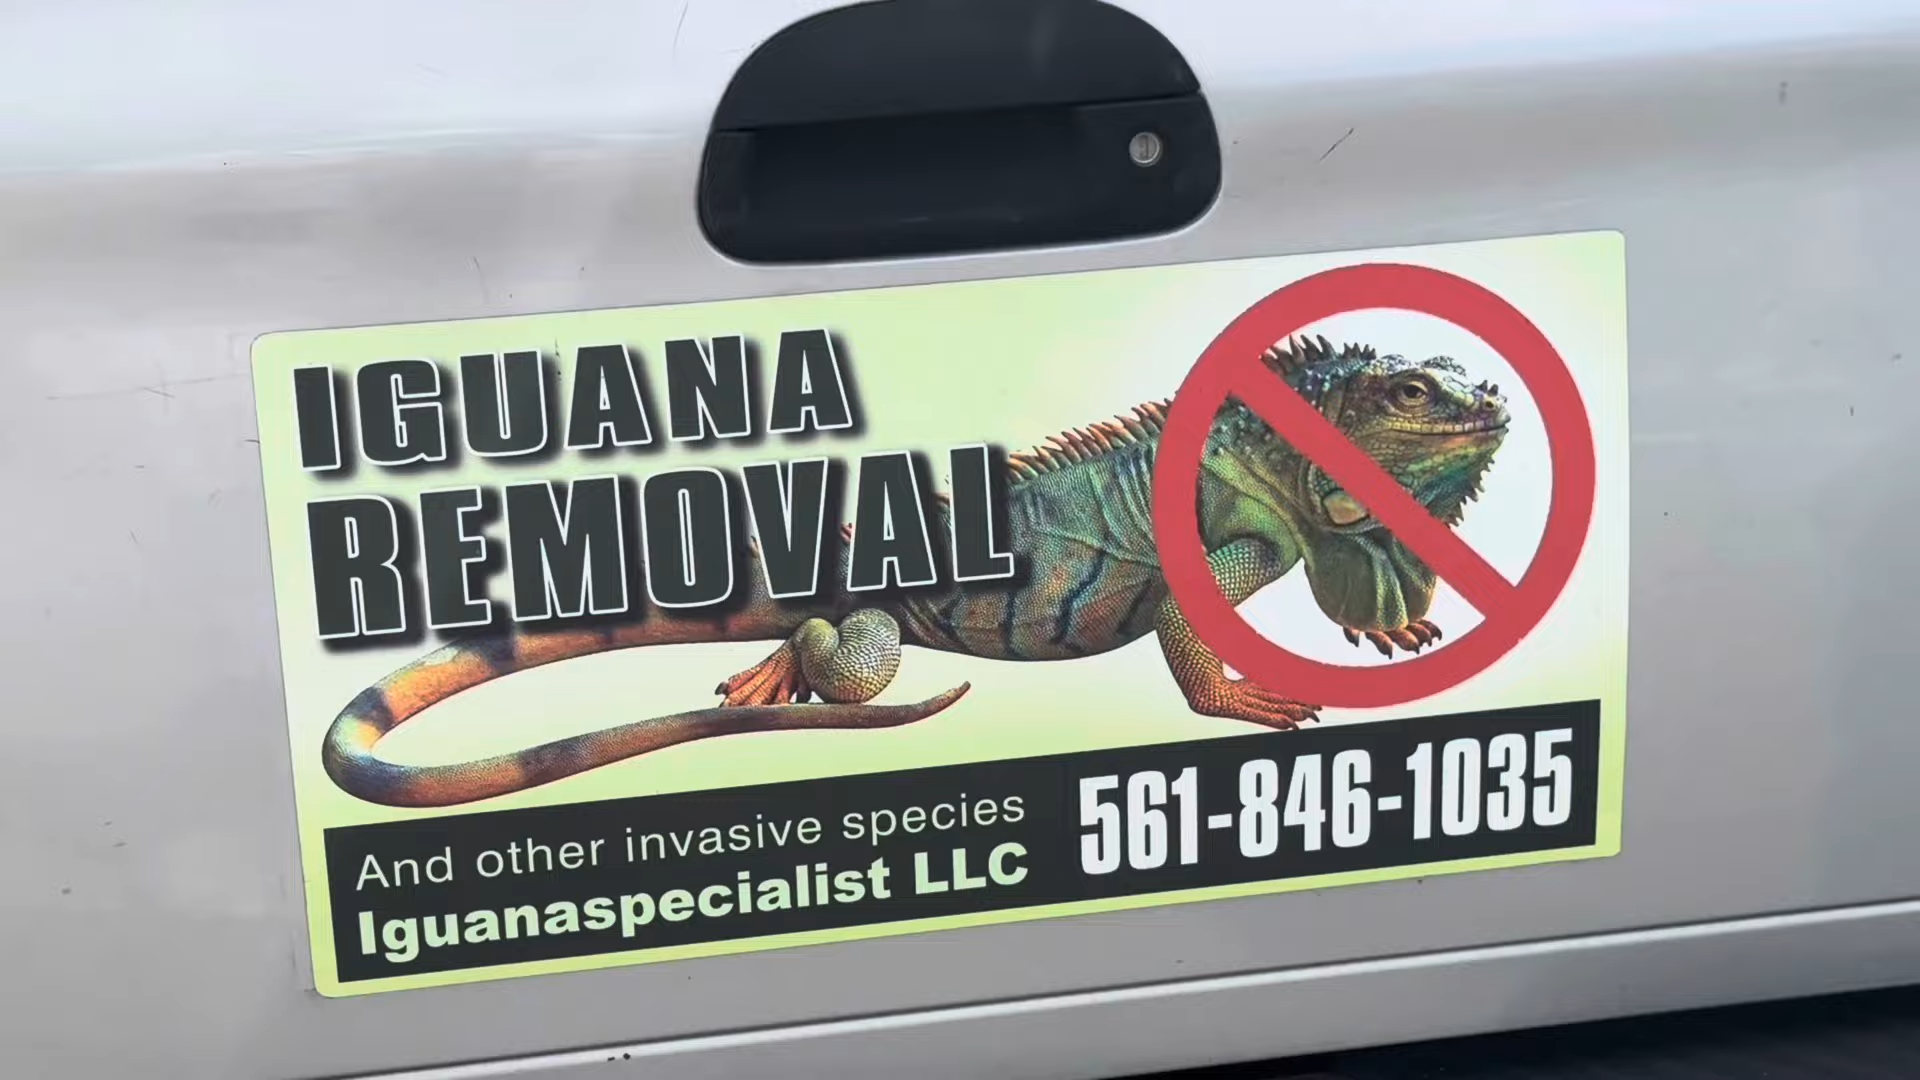 IGUANA
REMOVAL
And other invasive species
Iguanaspecialist LLC
561-846-1035